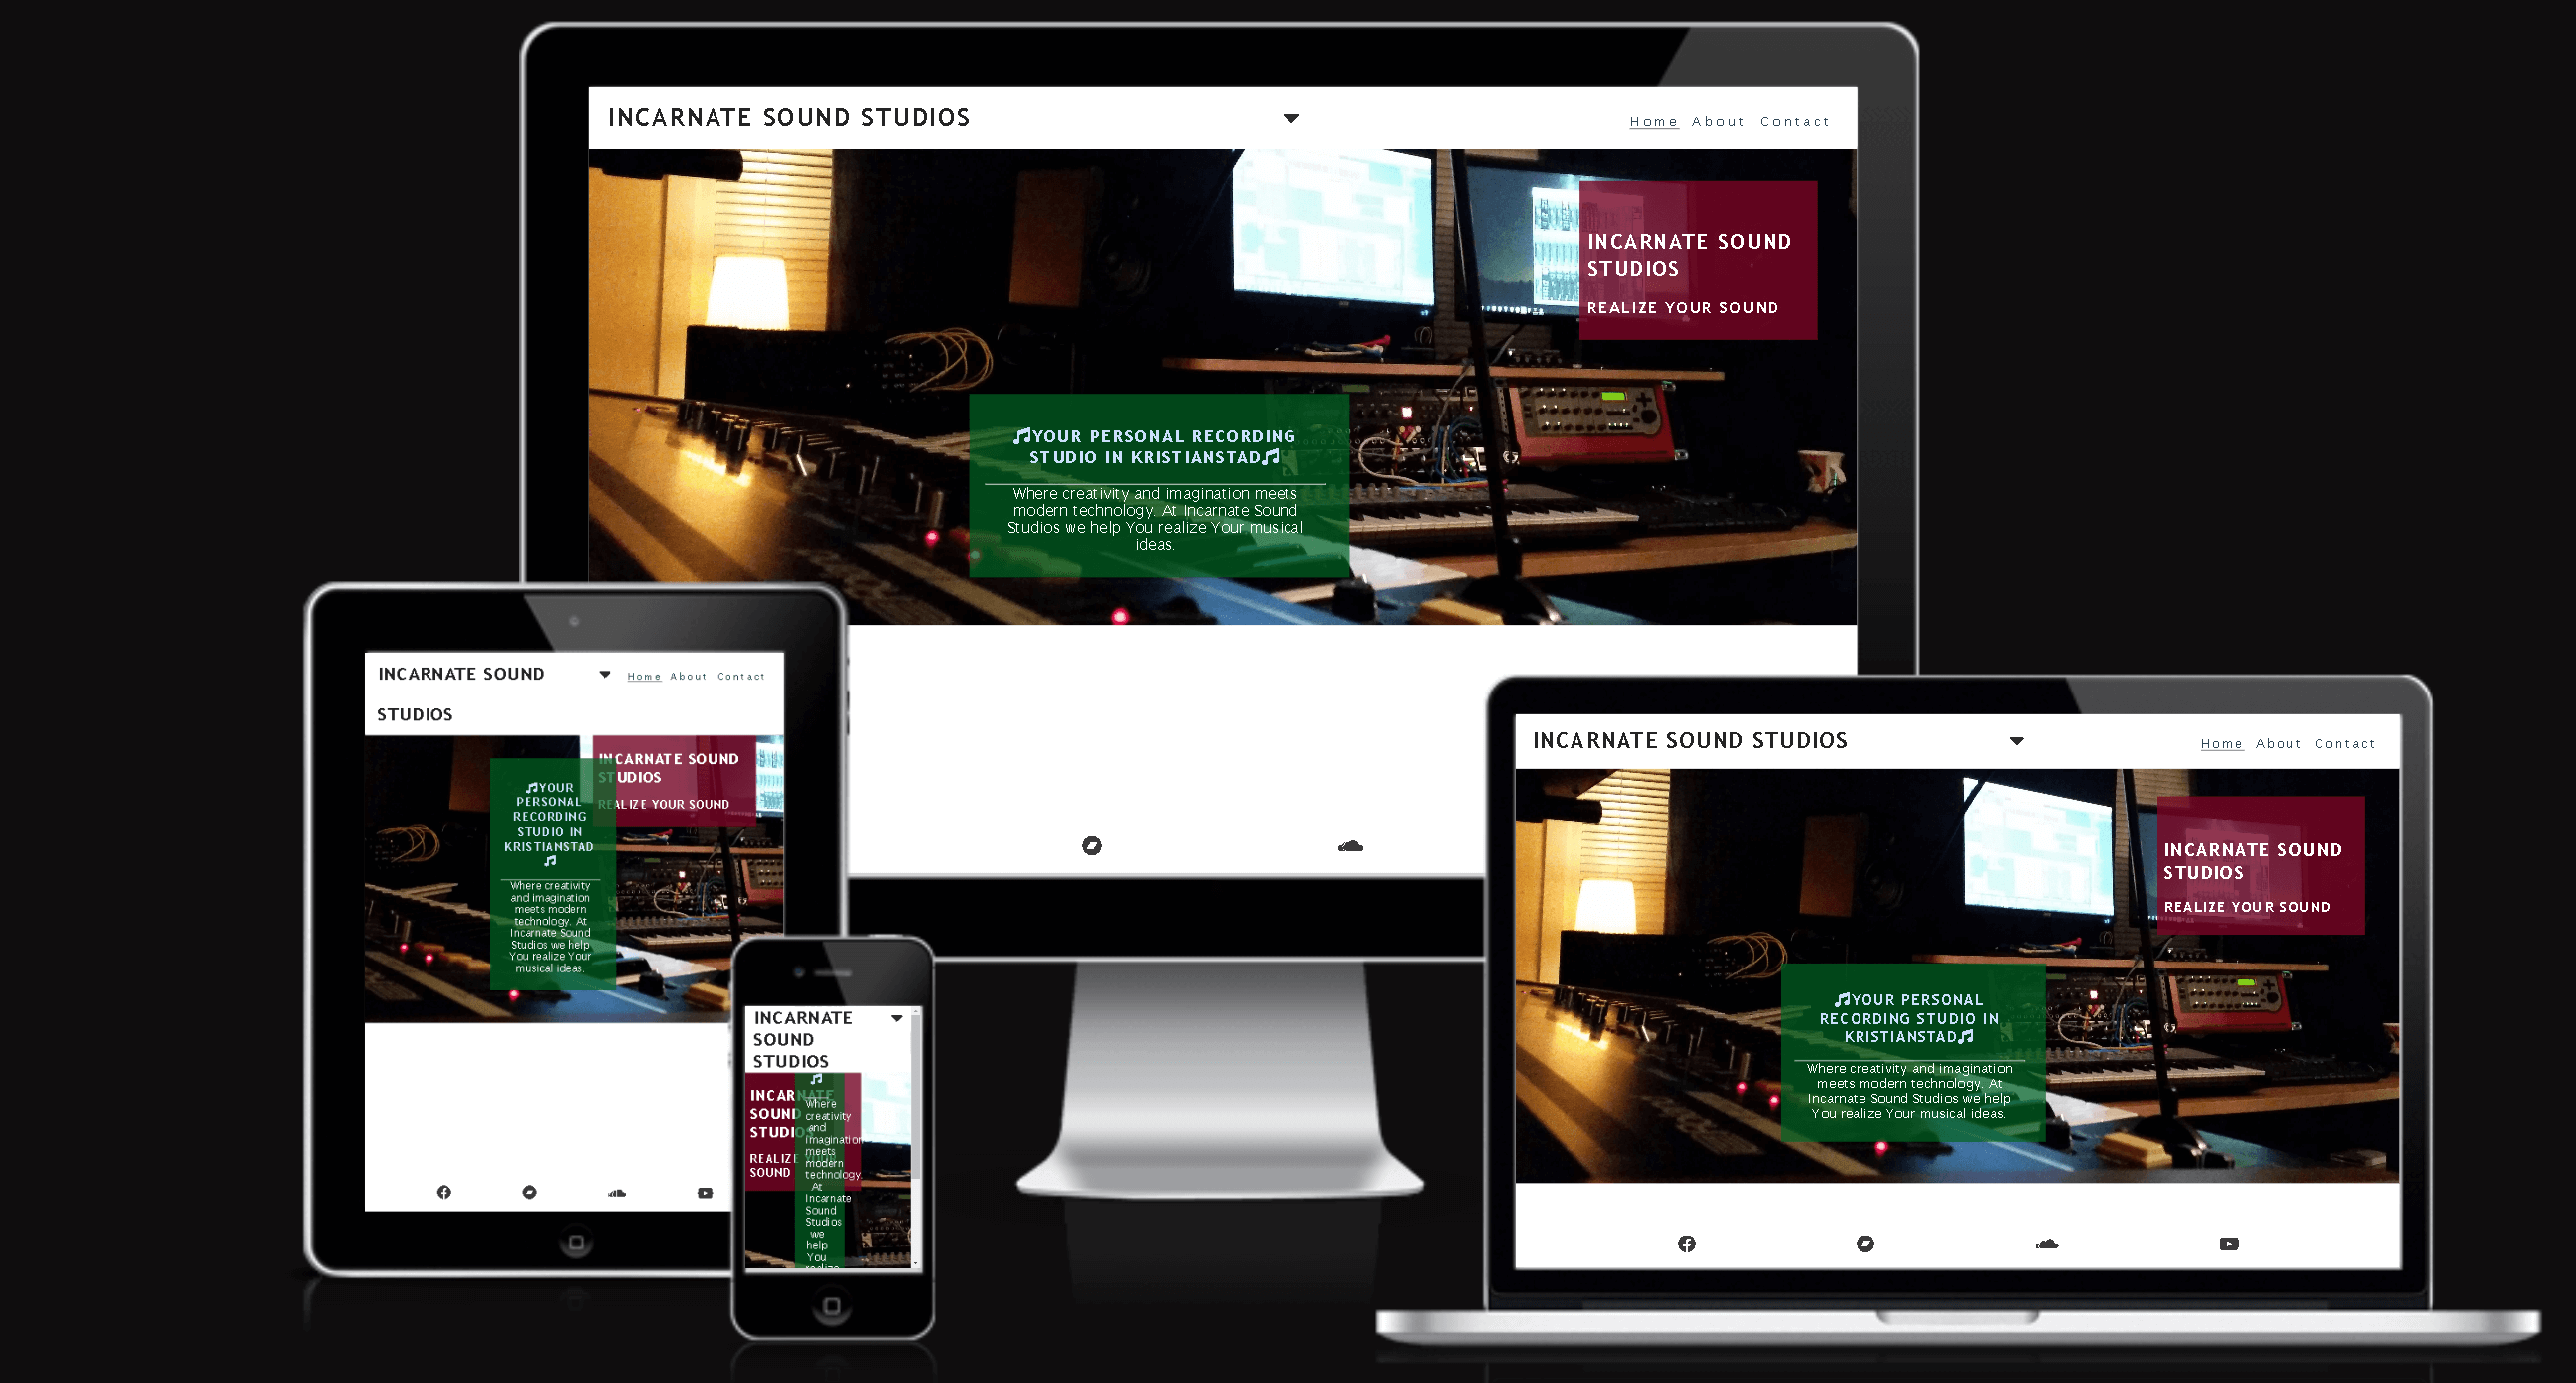 INCARNATE SOUND STUDIOS
Home About Contact
INCARNATE SOUND
STUDIOS
REALIZE YOUR SOUND
YOUR PERSONAL RECORDING
STUDIO IN KRISTIANSTAD
Where creativity and imagination meets
modern technology. At Incarnate Sound
Studios we help You realize Your musical
ideas.
INCARNATE SOUND
STUDIOS
Home About Contact
INCARNATE SOUND
STUDIOS
REALIZE YOUR SOUND
YOUR
PERSONAL
RECORDING
STUDIO IN
KRISTIANSTAD
Where creativity
and imagination
meets modern
technology. At
Incarnate Sound
Studios we help
You realize Your
musical ideas.
INCARNATE
SOUND
STUDIOS
INCARNATE
SOUND
STUDIOS
REALIZE YOUR
SOUND
Where
creativity
and
imagination
meets
modern
technology.
At
Incarnate
Sound
Studios
we
help
You
realize
INCARNATE SOUND STUDIOS
Home About Contact
INCARNATE SOUND
STUDIOS
REALIZE YOUR SOUND
YOUR PERSONAL
RECORDING STUDIO IN
KRISTIANSTAD
Where creativity and imagination
meets modern technology. At
Incarnate Sound Studios we help
You realize Your musical ideas.